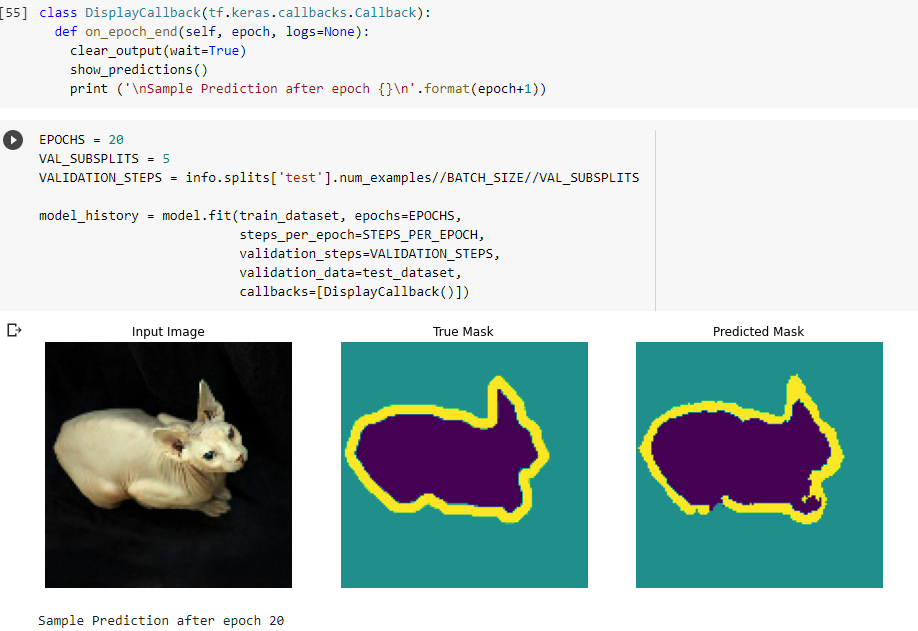 [55] class DisplayCallback(tf.keras.callbacks.Callback):
def on_epoch_end(self, epoch, logs=None):
clear_output(wait=True)
show_predictions()
print ('\nSample Prediction after epoch {}\n'.format(epoch+1))
EPOCHS = 20
VAL_SUBSPLITS = 5
VALIDATION_STEPS = info.splits['test'].num_examples//BATCH_SIZE//VAL_SUBSPLITS
model_history = model.fit(train_dataset, epochs=EPOCHS,
steps_per_epoch=STEPS_PER_EPOCH,
validation_steps=VALIDATION_STEPS,
validation_data=test_dataset,
callbacks=[DisplayCallback()])
Input Image
True Mask
Predicted Mask
Sample Prediction after epoch 20